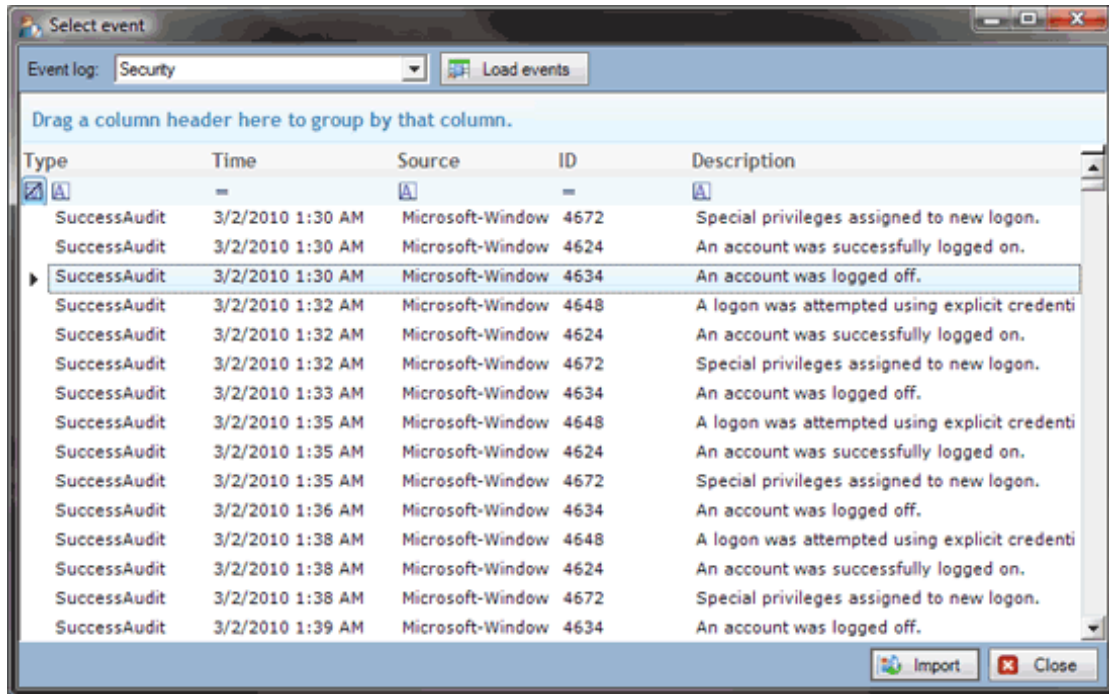 Select event
Event log: Security Load events
Drag a column header here to group by that column.
Type Time Source ID Description
A = A = A
SuccessAudit 3/2/2010 1:30 AM Microsoft-Window 4672 Special privileges assigned to new logon.
SuccessAudit 3/2/2010 1:30 AM Microsoft-Window 4624 An account was successfully logged on.
SuccessAudit 3/2/2010 1:30 AM Microsoft-Window 4634 An account was logged off.
SuccessAudit 3/2/2010 1:32 AM Microsoft-Window 4648 A logon was attempted using explicit credenti
SuccessAudit 3/2/2010 1:32 AM Microsoft-Window 4624 An account was successfully logged on.
SuccessAudit 3/2/2010 1:32 AM Microsoft-Window 4672 Special privileges assigned to new logon.
SuccessAudit 3/2/2010 1:33 AM Microsoft-Window 4634 An account was logged off.
SuccessAudit 3/2/2010 1:35 AM Microsoft-Window 4648 A logon was attempted using explicit credenti
SuccessAudit 3/2/2010 1:35 AM Microsoft-Window 4624 An account was successfully logged on.
SuccessAudit 3/2/2010 1:35 AM Microsoft-Window 4672 Special privileges assigned to new logon.
SuccessAudit 3/2/2010 1:36 AM Microsoft-Window 4634 An account was logged off.
SuccessAudit 3/2/2010 1:38 AM Microsoft-Window 4648 A logon was attempted using explicit credenti
SuccessAudit 3/2/2010 1:38 AM Microsoft-Window 4624 An account was successfully logged on.
SuccessAudit 3/2/2010 1:38 AM Microsoft-Window 4672 Special privileges assigned to new logon.
SuccessAudit 3/2/2010 1:39 AM Microsoft-Window 4634 An account was logged off.
Import Close